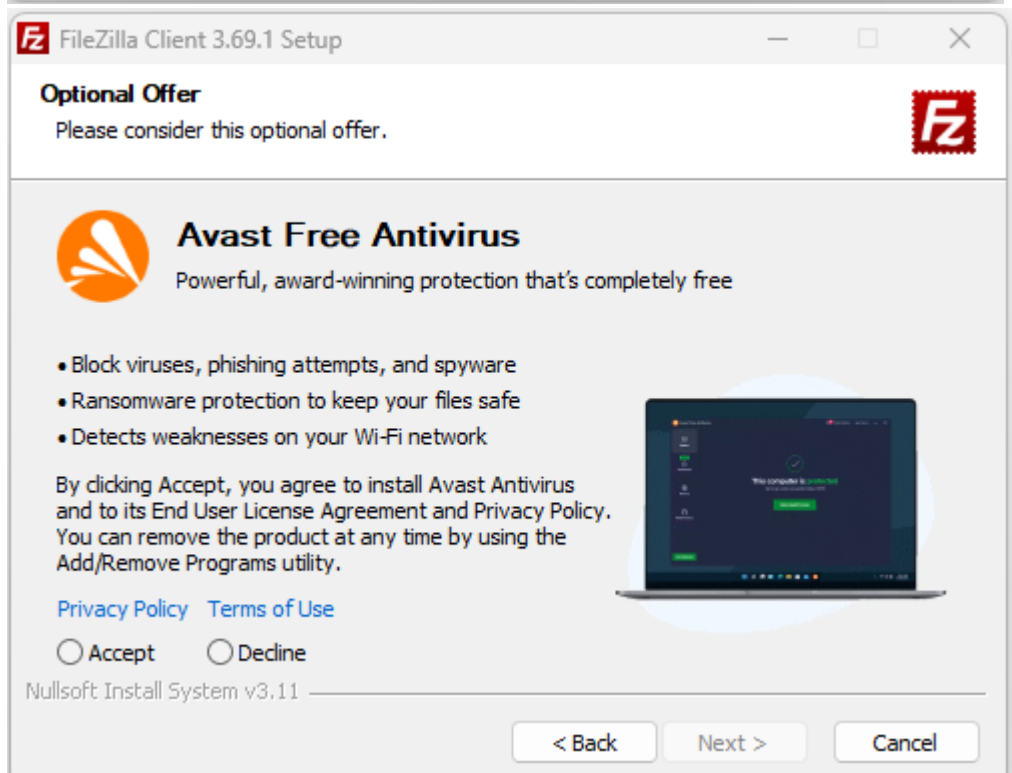 FileZilla Client 3.69.1 Setup
Optional Offer
Please consider this optional offer.
Avast Free Antivirus
Powerful, award-winning protection that’s completely free
• Block viruses, phishing attempts, and spyware
• Ransomware protection to keep your files safe
• Detects weaknesses on your Wi-Fi network
This computer is protected
By clicking Accept, you agree to install Avast Antivirus
and to its End User License Agreement and Privacy Policy.
You can remove the product at any time by using the
Add/Remove Programs utility.
Privacy Policy Terms of Use
Accept Decline
Nullsoft Install System v3.11
< Back Next > Cancel